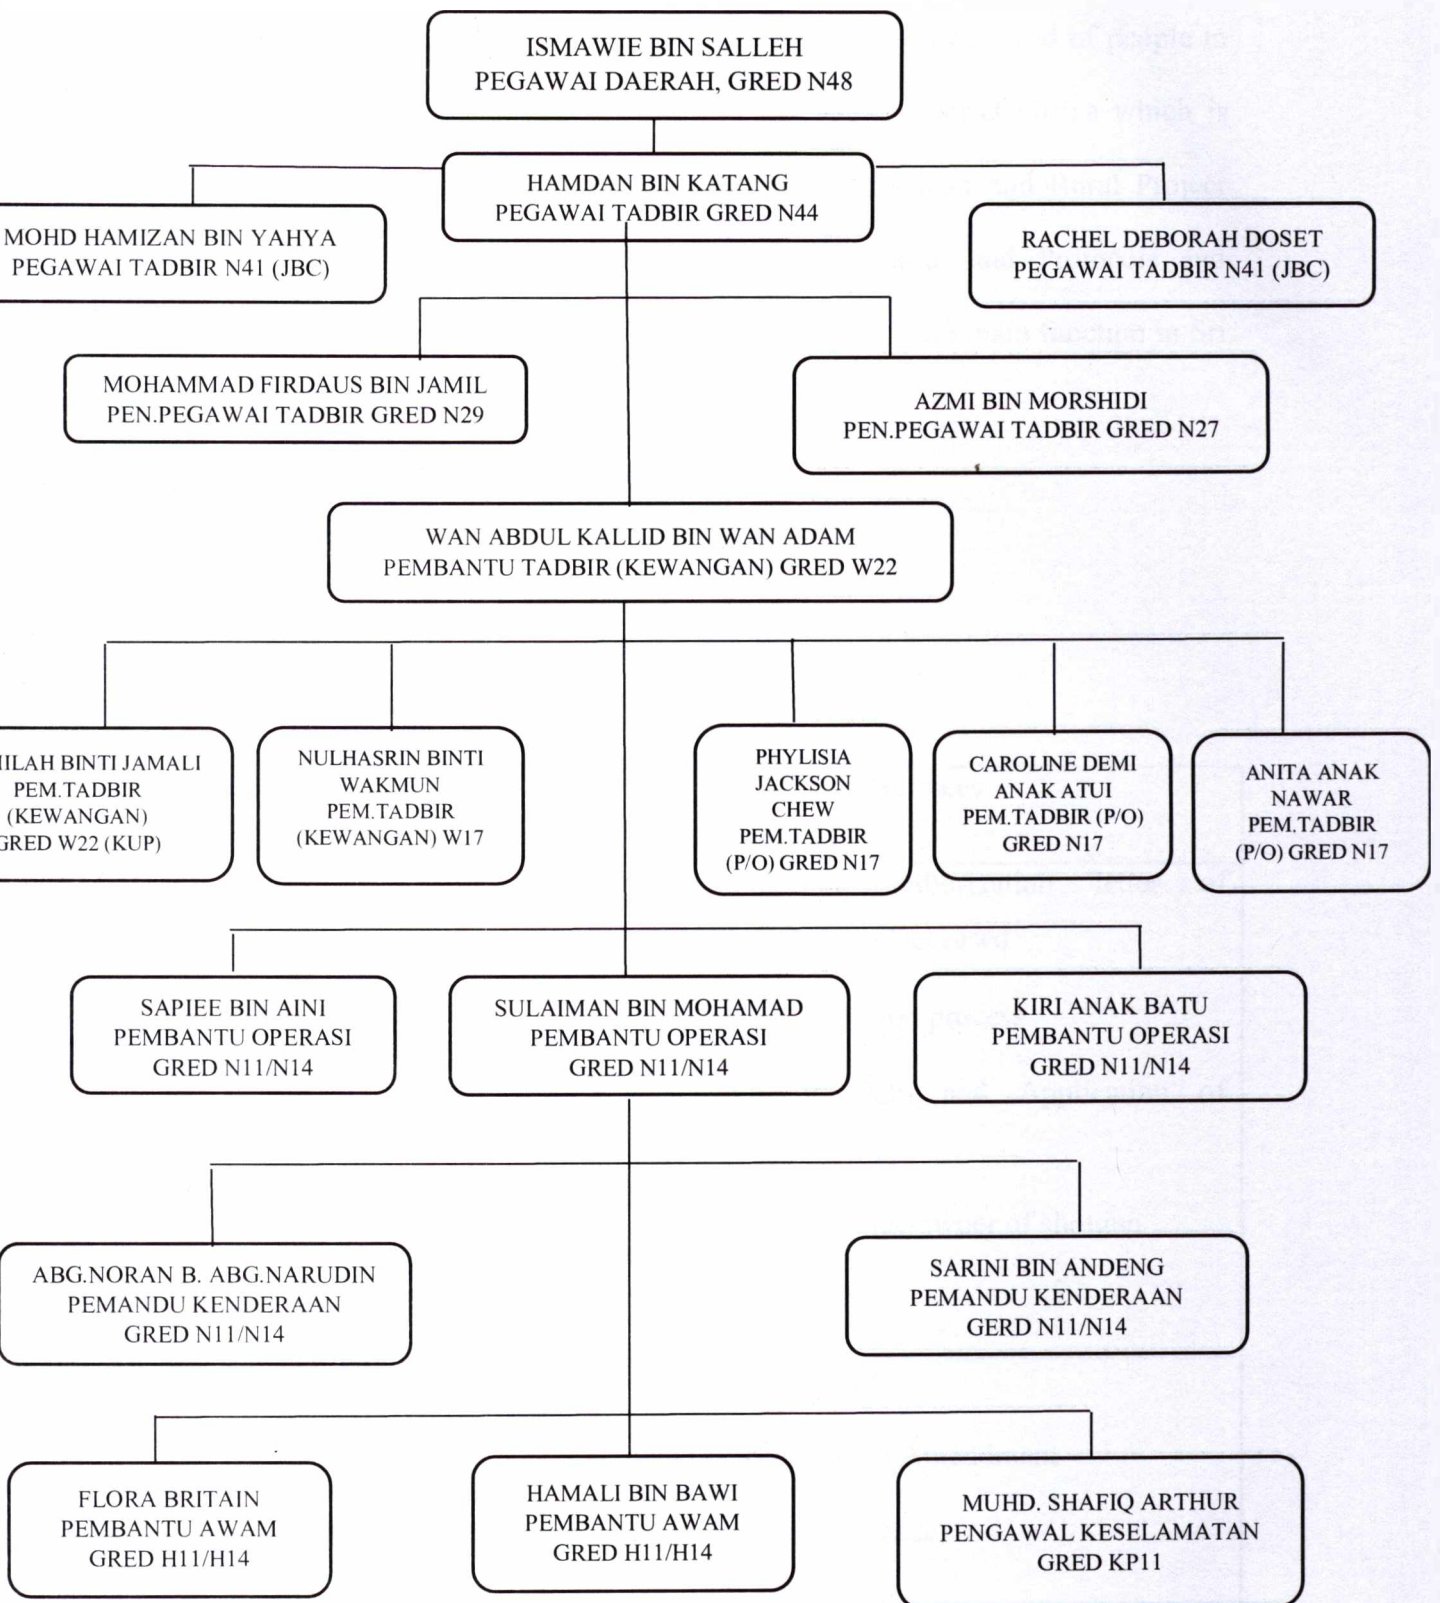 ISMAWIE BIN SALLEH
PEGAWAI DAERAH, GRED N48
HAMDAN BIN KATANG
PEGAWAI TADBIR GRED N44
MOHD HAMIZAN BIN YAHYA
PEGAWAI TADBIR N41 (JBC)
RACHEL DEBORAH DOSET
PEGAWAI TADBIR N41 (JBC)
MOHAMMAD FIRDAUS BIN JAMIL
PEN.PEGAWAI TADBIR GRED N29
AZMI BIN MORSHIDI
PEN.PEGAWAI TADBIR GRED N27
WAN ABDUL KALLID BIN WAN ADAM
PEMBANTU TADBIR (KEWANGAN) GRED W22
BINTI JAMALI
PEM.TADBIR
(KEWANGAN)
GRED W22 (KUP)
NULHASRIN BINTI
WAKMUN
PEM.TADBIR
(KEWANGAN) W17
PHYLISIA
JACKSON
CHEW
PEM.TADBIR
(P/O) GRED N17
CAROLINE DEMI
ANAK ATUI
PEM.TADBIR (P/O)
GRED N17
ANITA ANAK
NAWAR
PEM.TADBIR
(P/O) GRED N17
SAPIEE BIN AINI
PEMBANTU OPERASI
GRED N11/N14
SULAIMAN BIN MOHAMAD
PEMBANTU OPERASI
GRED N11/N14
KIRI ANAK BATU
PEMBANTU OPERASI
GRED N11/N14
ABG.NORAN B. ABG.NARUDIN
PEMANDU KENDERAAN
GRED N11/N14
SARINI BIN ANDENG
PEMANDU KENDERAAN
GERD N11/N14
FLORA BRITAIN
PEMBANTU AWAM
GRED H11/H14
HAMALI BIN BAWI
PEMBANTU AWAM
GRED H11/H14
MUHD. SHAFIQ ARTHUR
PENGAWAL KESELAMATAN
GRED KP11